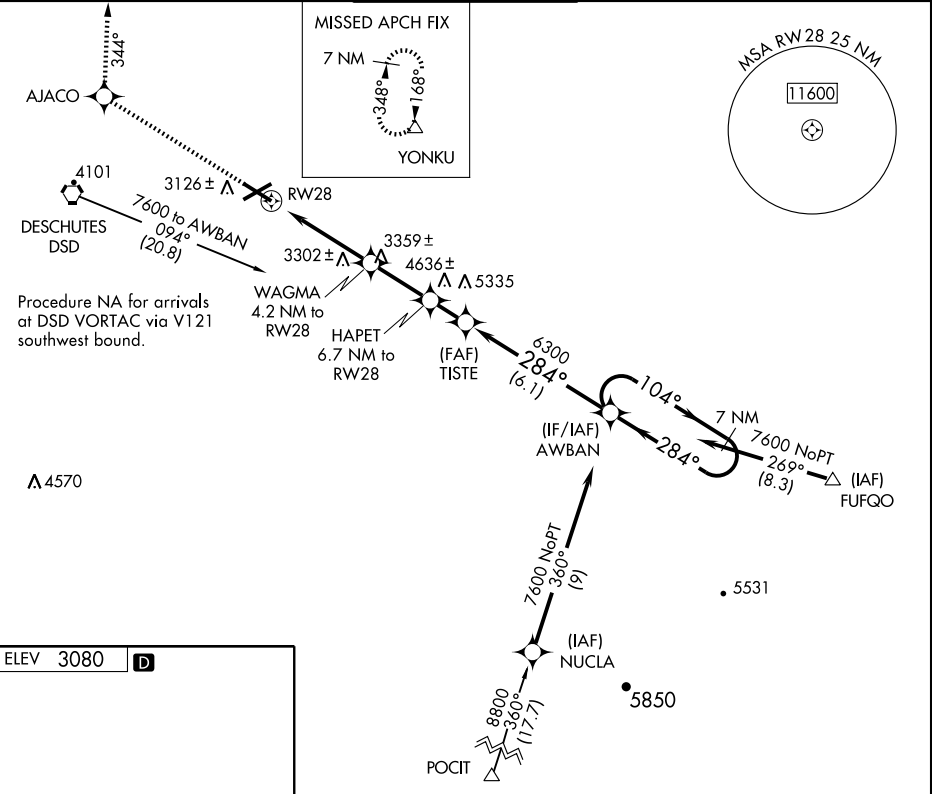 MISSED APCH FIX
7 NM
348°
168°
YONKU
MSA RW 28 25 NM
11600
344°
AJACO
4101
DESCHUTES
DSD
7600 to AWBAN
094°
(20.8)
3126 ±
RW28
Procedure NA for arrivals
at DSD VORTAC via V121
southwest bound.
3302 ±
3359 ±
4636 ±
5335
WAGMA
4.2 NM to
RW28
HAPET
6.7 NM to
RW28
(FAF)
TISTE
6300
284°
(6.1)
(IF/IAF)
AWBAN
104°
7 NM
284°
7600 NoPT
269°
(8.3)
(IAF)
FUFQO
4570
7600 NoPT
360°
(9)
5531
(IAF)
NUCLA
5850
8800
360°
(17.7)
POCIT
ELEV 3080 D